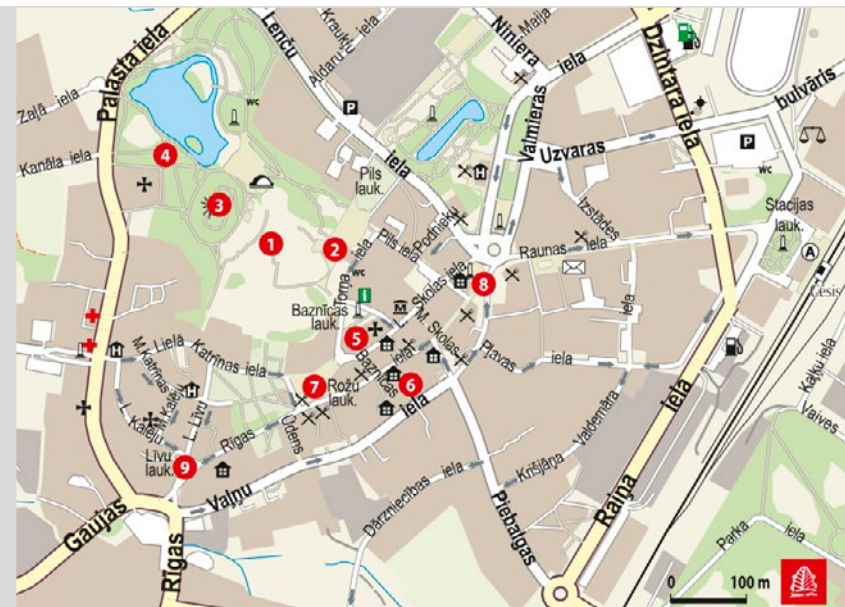 Palasta iela
Zaļā iela
Kanāla iela
Lenču
iela
Kraukļu
Aldaru iela
Niniera
iela
Maija
Valmieras
Dzintara iela
Uzvaras
bulvāris
WC
P
4
3
1
2
Pils
lauk.
H
Izstādes
P
WC
Stacijas
lauk.
A
Cēsis
Raunas iela
Podniek
Pils iela
Torņa iela
WC
i
Baznīcas
lauk.
M
L. Skolas iela
M. Skolas
8
5
Baznīcas
iela
Pļavas
iela
6
7
Rožu
lauk.
Lielā
Katrīnas iela
H
M. Katrīnas
M. Kalēju
H
L. Līvu
L. Kalēju
Līvu
lauk.
9
Rīgas
Ūdens
Vaļņu
iela
Gaujas
Rīgas
Dārzniecības iela
Krišjāņa
Valdemāra
Piebalgas
Raiņa
iela
Kaļķu iela
Vaives
Parka
iela
0 100 m